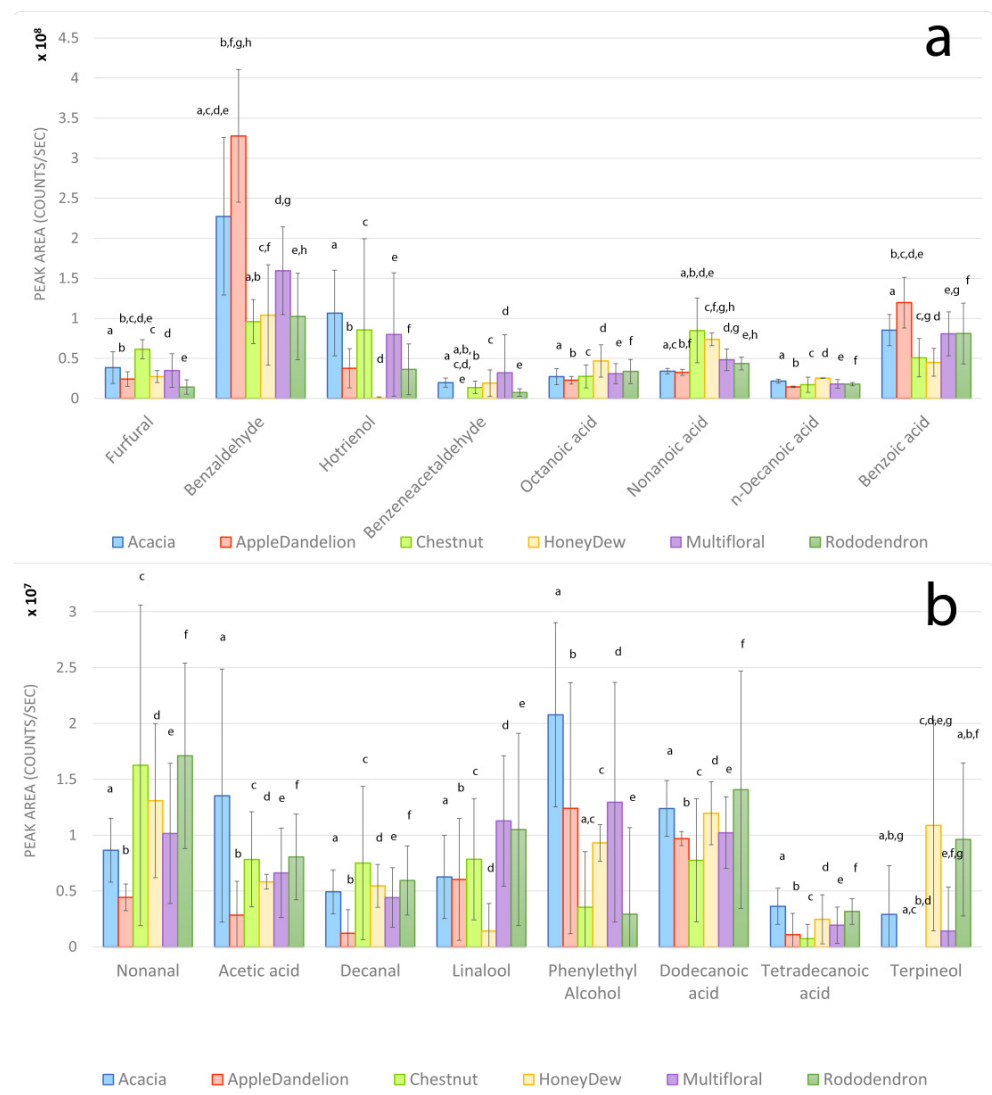 x 10⁸
a
PEAK AREA (COUNTS/SEC)
4.5
4
3.5
3
2.5
2
1.5
1
0.5
0
a
b
b,c,d,e
c
d
e
a,c,d,e
b,f,g,h
a,b
c,f
d,g
e,h
a
b
c
d
e
f
a
a,b,
c,d,
e
b
c
d
e
a
b
c
d
e
f
a,c
b,f
a,b,d,e
c,f,g,h
d,g
e,h
a
b
c
d
e
f
a
b,c,d,e
c,g
d
e,g
f
Furfural
Benzaldehyde
Hotrienol
Benzeneacetaldehyde
Octanoic acid
Nonanoic acid
n-Decanoic acid
Benzoic acid
Acacia AppleDandelion Chestnut HoneyDew Multifloral Rododendron
x 10⁷
b
PEAK AREA (COUNTS/SEC)
3
2.5
2
1.5
1
0.5
0
a
b
c
d
e
f
a
b
c
d
e
f
a
b
c
d
e
f
a
b
c
d
d
e
a
b
a,c
c
d
e
a
b
c
d
e
f
a
b
c
d
e
f
a,b,g
a,c
b,d
c,d,e,g
e,f,g
a,b,f
Nonanal
Acetic acid
Decanal
Linalool
Phenylethyl
Alcohol
Dodecanoic
acid
Tetradecanoic
acid
Terpineol
Acacia AppleDandelion Chestnut HoneyDew Multifloral Rododendron